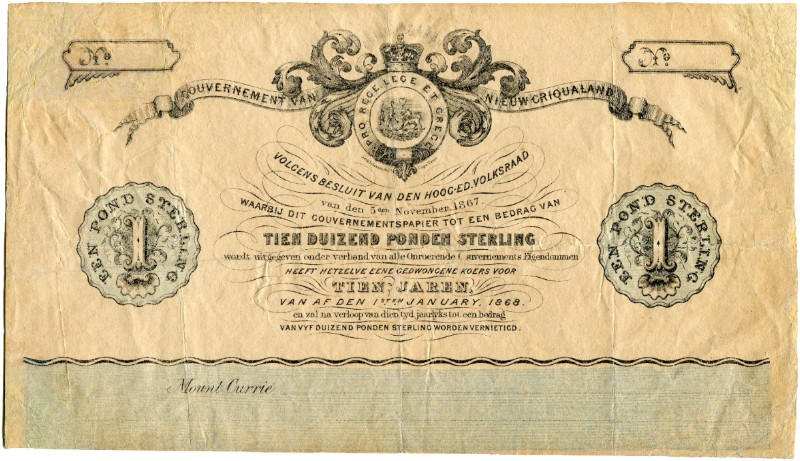 No.
No.
GOUVERNEMENT VAN NIEUW GRIQUALAND
PRO REGE LEGE ET GREGE
VOLGENS BESLUIT VAN DEN HOOG-ED. VOLKSRAAD
van den 5den November, 1867.
WAARBIJ DIT GOUVERNEMENTSPAPIER TOT EEN BEDRAG VAN
TIEN DUIZEND PONDEN STERLING
wordt uitgegeven onder verband van alle Onroerende Gouvernements Eigendommen
HEEFT HETZELVE EENE GEDWONGENE KOERS VOOR
TIEN JAREN,
VAN AF DEN 1STEN JANUARY, 1868.
en zal na verloop van dien tyd jaarlyks tot een bedrag
VAN VYF DUIZEND PONDEN STERLING WORDEN VERNIETIGD.
EEN POND STERLING
1
EEN POND STERLING
1
Mount Currie